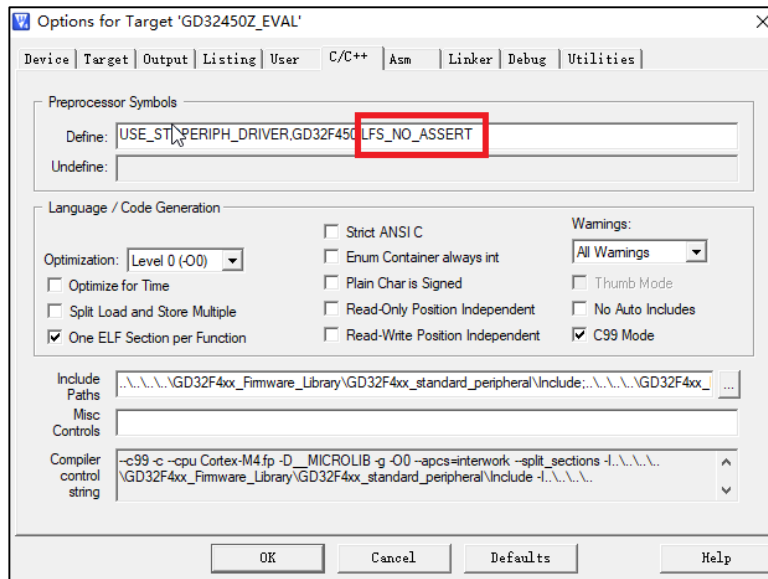 Options for Target 'GD32450Z_EVAL'
Device Target Output Listing User C/C++ Asm Linker Debug Utilities
Preprocessor Symbols
Define: USE_ST PERIPH_DRIVER,GD32F450 LFS_NO_ASSERT
Undefine:
Language / Code Generation
Strict ANSI C
Warnings:
Optimization: Level 0 (-O0)
Enum Container always int
All Warnings
Optimize for Time
Plain Char is Signed
Thumb Mode
Split Load and Store Multiple
Read-Only Position Independent
No Auto Includes
One ELF Section per Function
Read-Write Position Independent
C99 Mode
Include Paths
..\..\..\..\GD32F4xx_Firmware_Library\GD32F4xx_standard_peripheral\Include;..\..\..\..\GD32F4xx_
...
Misc Controls
Compiler control string
--c99 -c --cpu Cortex-M4.fp -D__MICROLIB -g -O0 --apcs=interwork --split_sections -I..\..\..\..
\GD32F4xx_Firmware_Library\GD32F4xx_standard_peripheral\Include -I..\..\..\..
OK Cancel Defaults Help